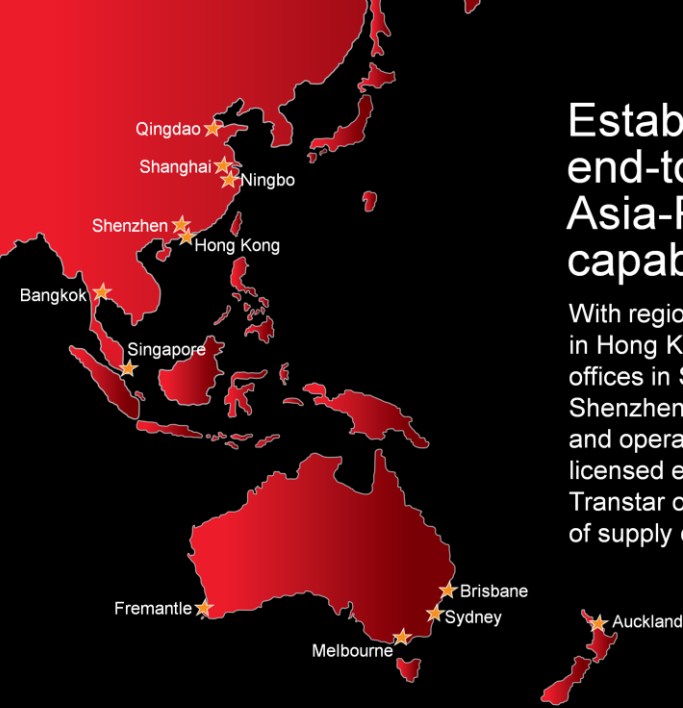 Qingdao
Shanghai
Ningbo
Shenzhen
Hong Kong
Bangkok
Singapore
Fremantle
Brisbane
Sydney
Melbourne
Auckland
Estab
end-to
Asia-
capab
With regio
in Hong K
offices in S
Shenzhen
and opera
licensed e
Transtar o
of supply